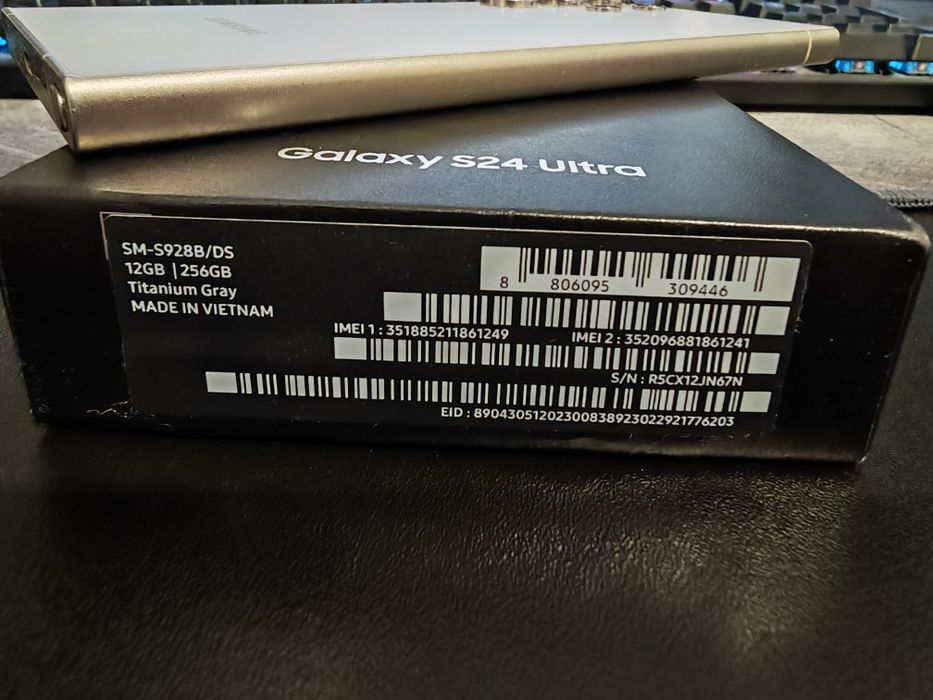 SAMSUNG
Galaxy S24 Ultra
SM-S928B/DS
12GB | 256GB
Titanium Gray
MADE IN VIETNAM
8 806095 309446
IMEI 1 : 351885211861249
IMEI 2 : 352096881861241
S/N : R5CX12JN67N
EID : 89043051202300838923022921776203